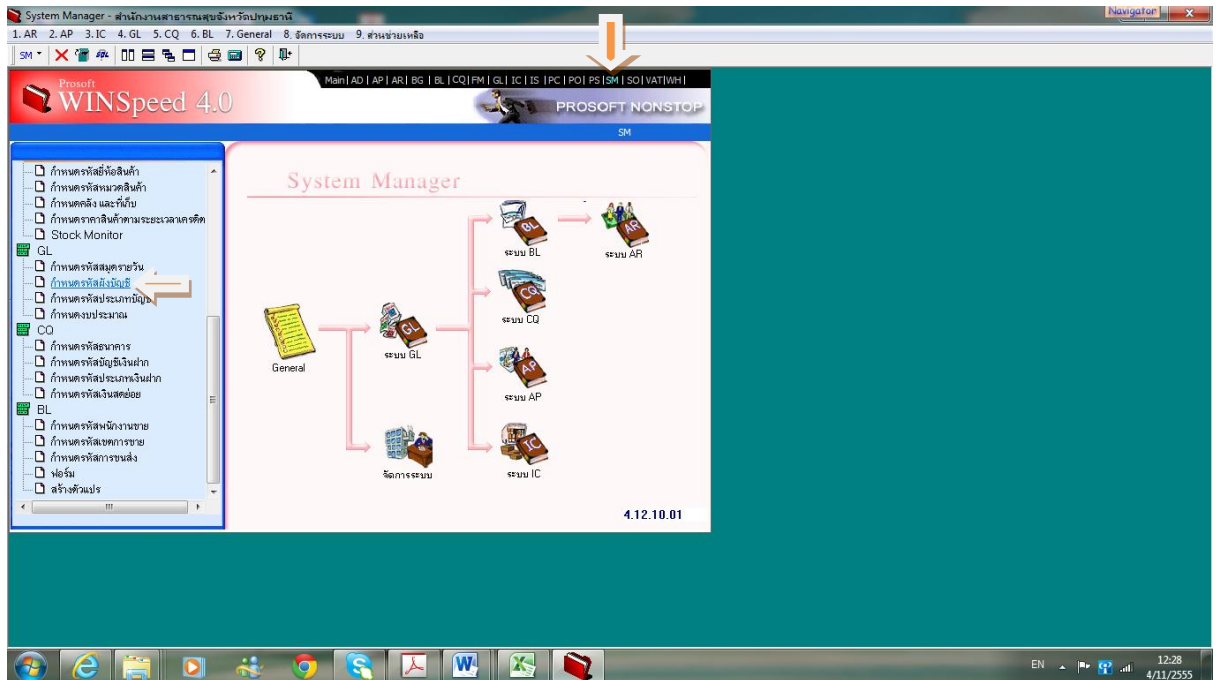 System Manager - สำนักงานสาธารณสุขจังหวัดปทุมธานี
Navigator
1. AR 2. AP 3. IC 4. GL 5. CQ 6. BL 7. General 8. จัดการระบบ 9. ส่วนช่วยเหลือ
SM
Main | AD | AP | AR | BG | BL | CQ | FM | GL | IC | IS | PC | PO | PS | SM | SO | VAT | WH |
Prosoft
WINSpeed 4.0
PROSOFT NONSTOP
SM
กำหนดรหัสยี่ห้อสินค้า
กำหนดรหัสหมวดสินค้า
กำหนดคลัง และที่เก็บ
กำหนดราคาสินค้าตามระยะเวลาเครดิต
Stock Monitor
GL
กำหนดรหัสสมุดรายวัน
กำหนดรหัสผังบัญชี
กำหนดรหัสประเภทบัญช
กำหนดงบประมาณ
CQ
กำหนดรหัสธนาคาร
กำหนดรหัสบัญชีเงินฝาก
กำหนดรหัสประเภทเงินฝาก
กำหนดรหัสเงินสดย่อย
BL
กำหนดรหัสพนักงานขาย
กำหนดรหัสเขตการขาย
กำหนดรหัสการขนส่ง
ฟอร์ม
สร้างตัวแปร
System Manager
BL
AR
ระบบ BL
ระบบ AR
CQ
ระบบ CQ
General
GL
ระบบ GL
AP
ระบบ AP
จัดการระบบ
IC
ระบบ IC
4.12.10.01
EN
12:28
4/11/2555